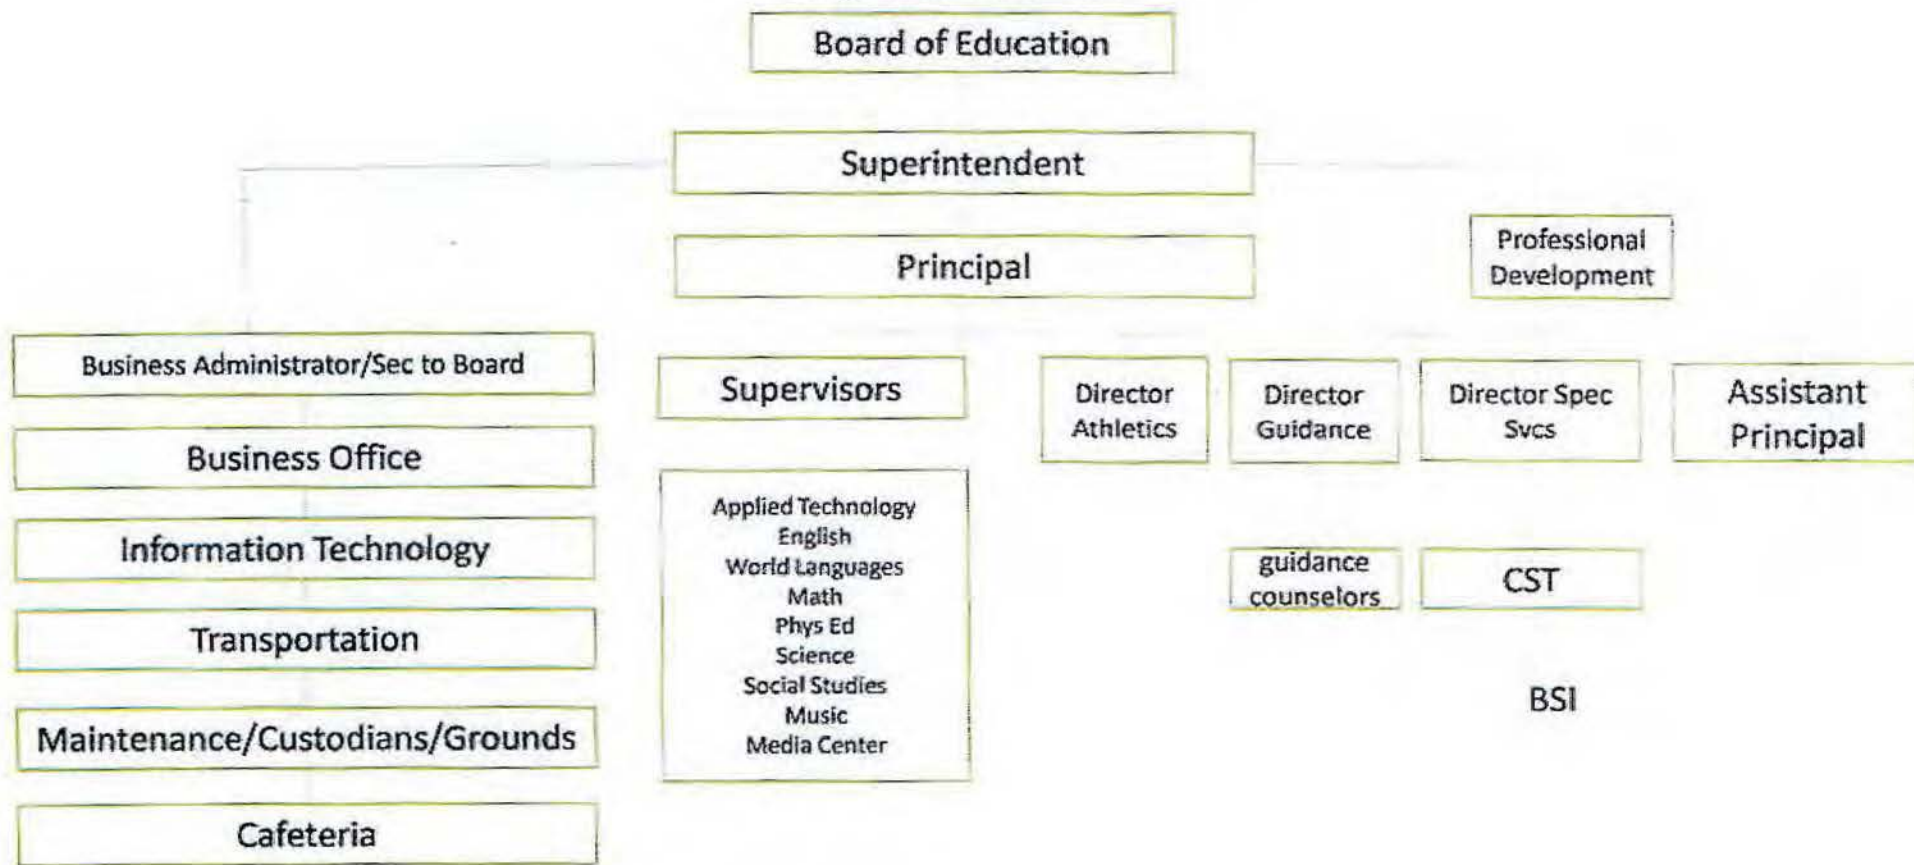 Board of Education
Superintendent
Principal
Professional
Development
Business Administrator/Sec to Board
Business Office
Information Technology
Transportation
Maintenance/Custodians/Grounds
Cafeteria
Supervisors
Applied Technology
English
World Languages
Math
Phys Ed
Science
Social Studies
Music
Media Center
Director
Athletics
Director
Guidance
guidance
counselors
Director Spec
Svcs
CST
BSI
Assistant
Principal